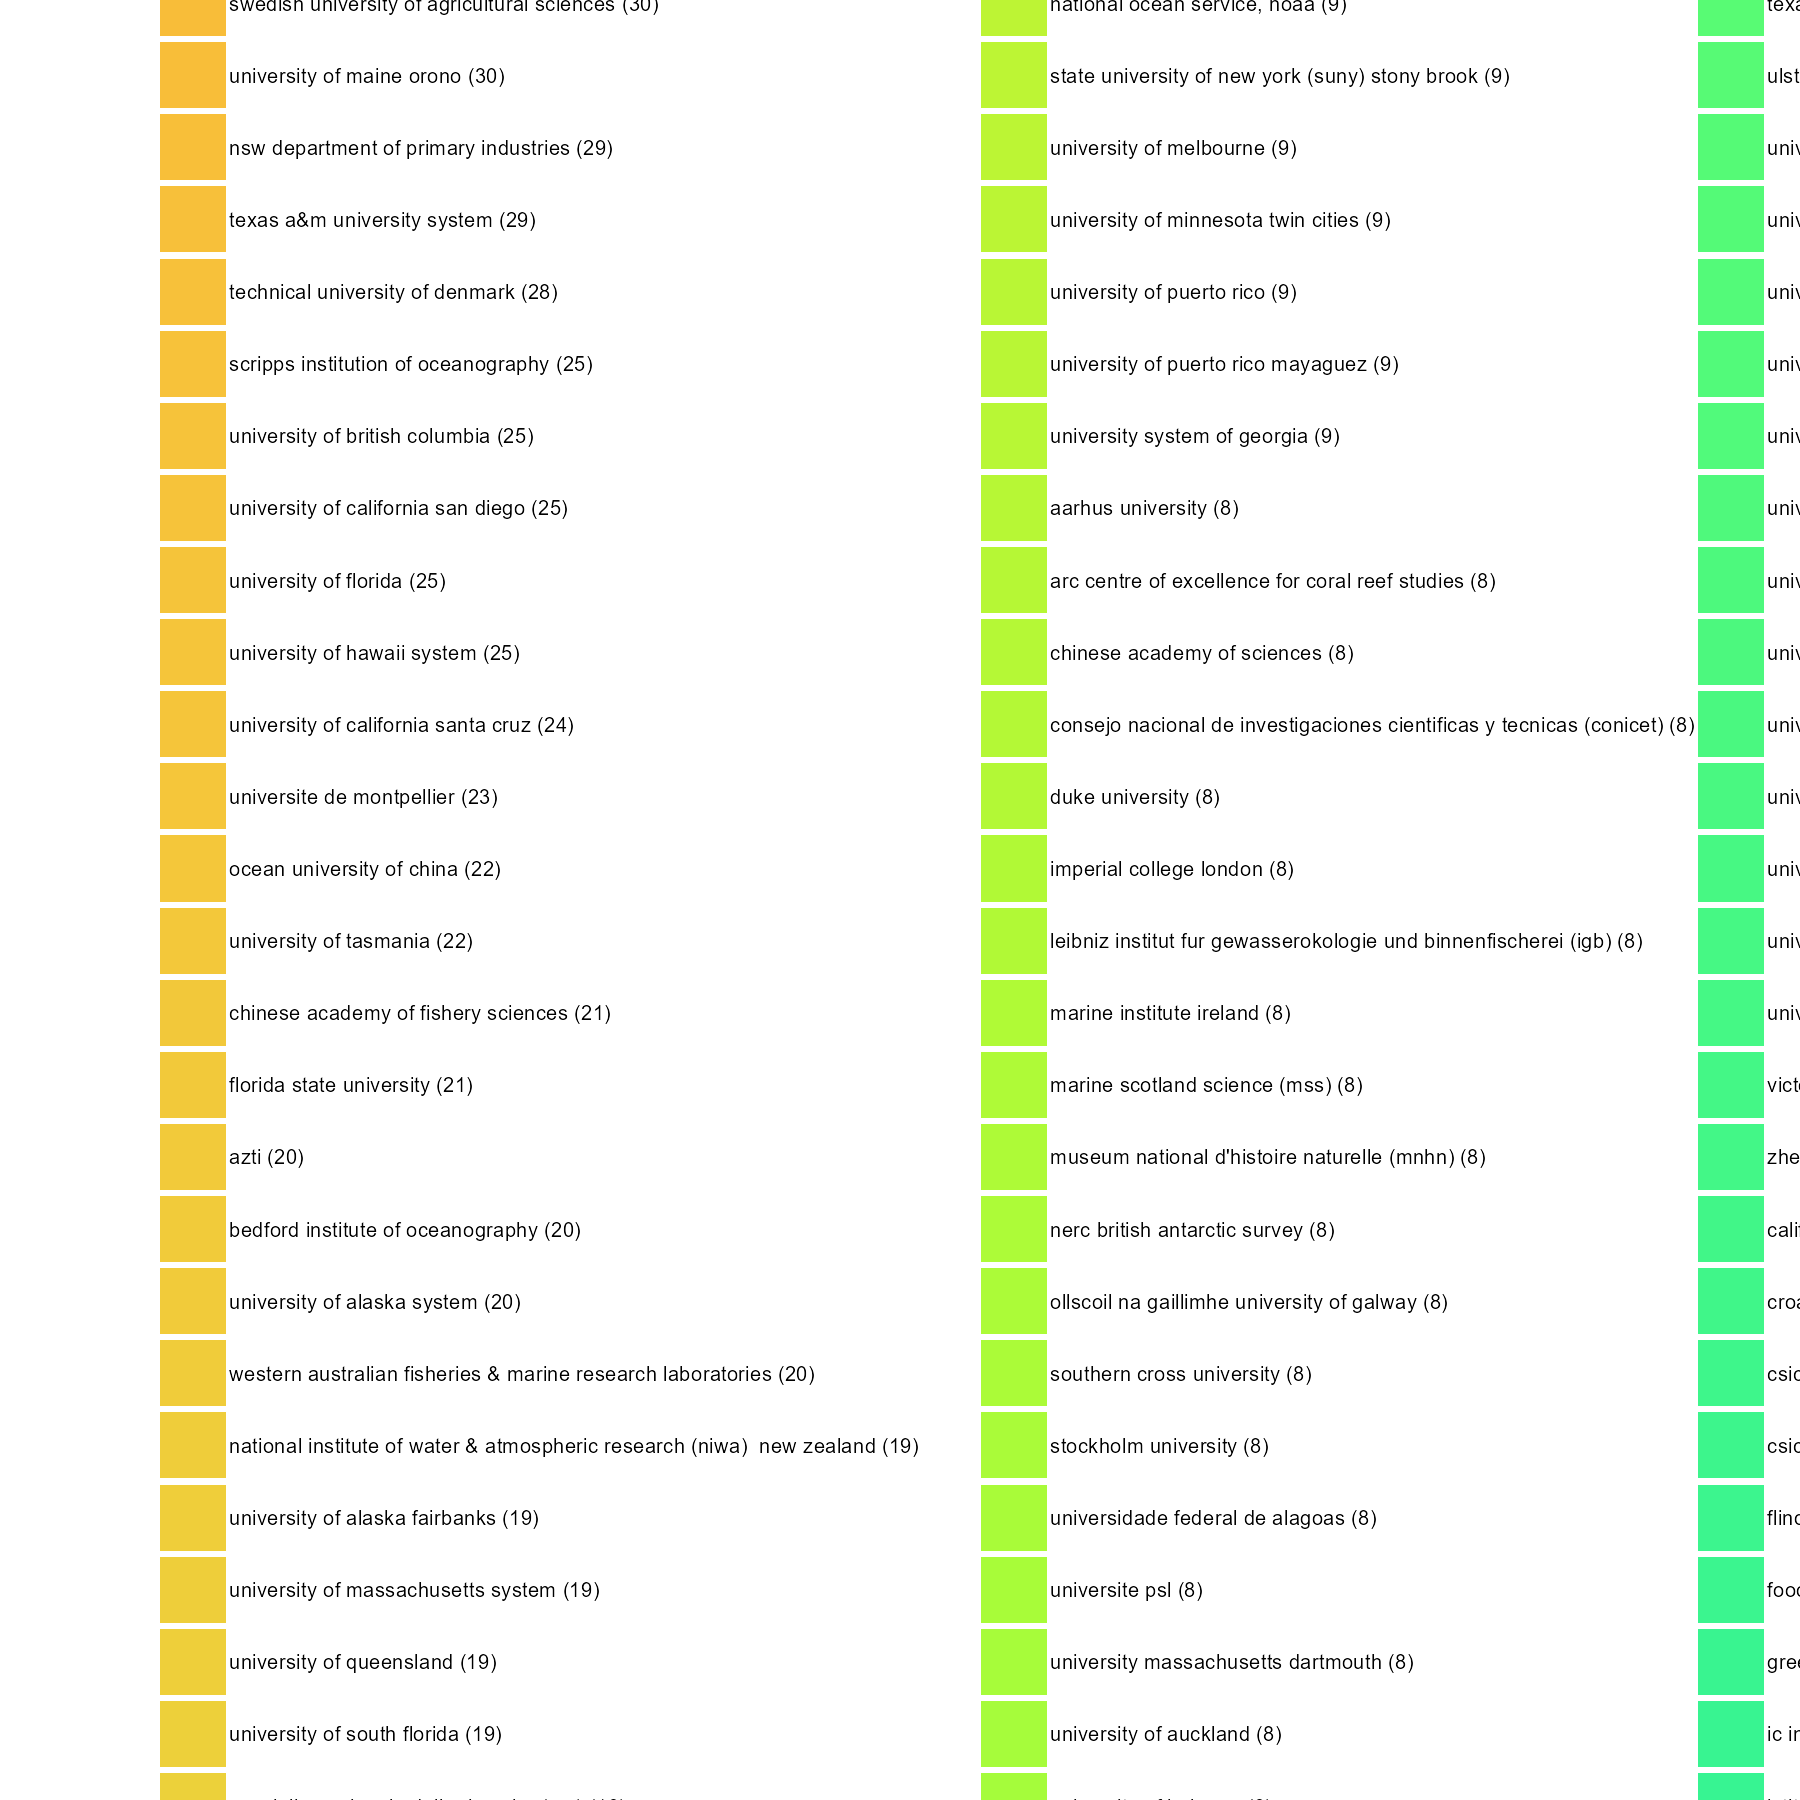 swedish university of agricultural sciences (30)
university of maine orono (30)
nsw department of primary industries (29)
texas a&m university system (29)
technical university of denmark (28)
scripps institution of oceanography (25)
university of british columbia (25)
university of california san diego (25)
university of florida (25)
university of hawaii system (25)
university of california santa cruz (24)
universite de montpellier (23)
ocean university of china (22)
university of tasmania (22)
chinese academy of fishery sciences (21)
florida state university (21)
azti (20)
bedford institute of oceanography (20)
university of alaska system (20)
western australian fisheries & marine research laboratories (20)
national institute of water & atmospheric research (niwa)  new zealand (19)
university of alaska fairbanks (19)
university of massachusetts system (19)
university of queensland (19)
university of south florida (19)
national ocean service, noaa (9)
state university of new york (suny) stony brook (9)
university of melbourne (9)
university of minnesota twin cities (9)
university of puerto rico (9)
university of puerto rico mayaguez (9)
university system of georgia (9)
aarhus university (8)
arc centre of excellence for coral reef studies (8)
chinese academy of sciences (8)
consejo nacional de investigaciones cientificas y tecnicas (conicet) (8)
duke university (8)
imperial college london (8)
leibniz institut fur gewasserokologie und binnenfischerei (igb) (8)
marine institute ireland (8)
marine scotland science (mss) (8)
museum national d'histoire naturelle (mnhn) (8)
nerc british antarctic survey (8)
ollscoil na gaillimhe university of galway (8)
southern cross university (8)
stockholm university (8)
universidade federal de alagoas (8)
universite psl (8)
university massachusetts dartmouth (8)
university of auckland (8)
texa
ulst
univ
univ
univ
univ
univ
univ
univ
univ
univ
univ
univ
univ
univ
victo
zhe
calif
croa
csic
csic
flind
food
gree
ic in